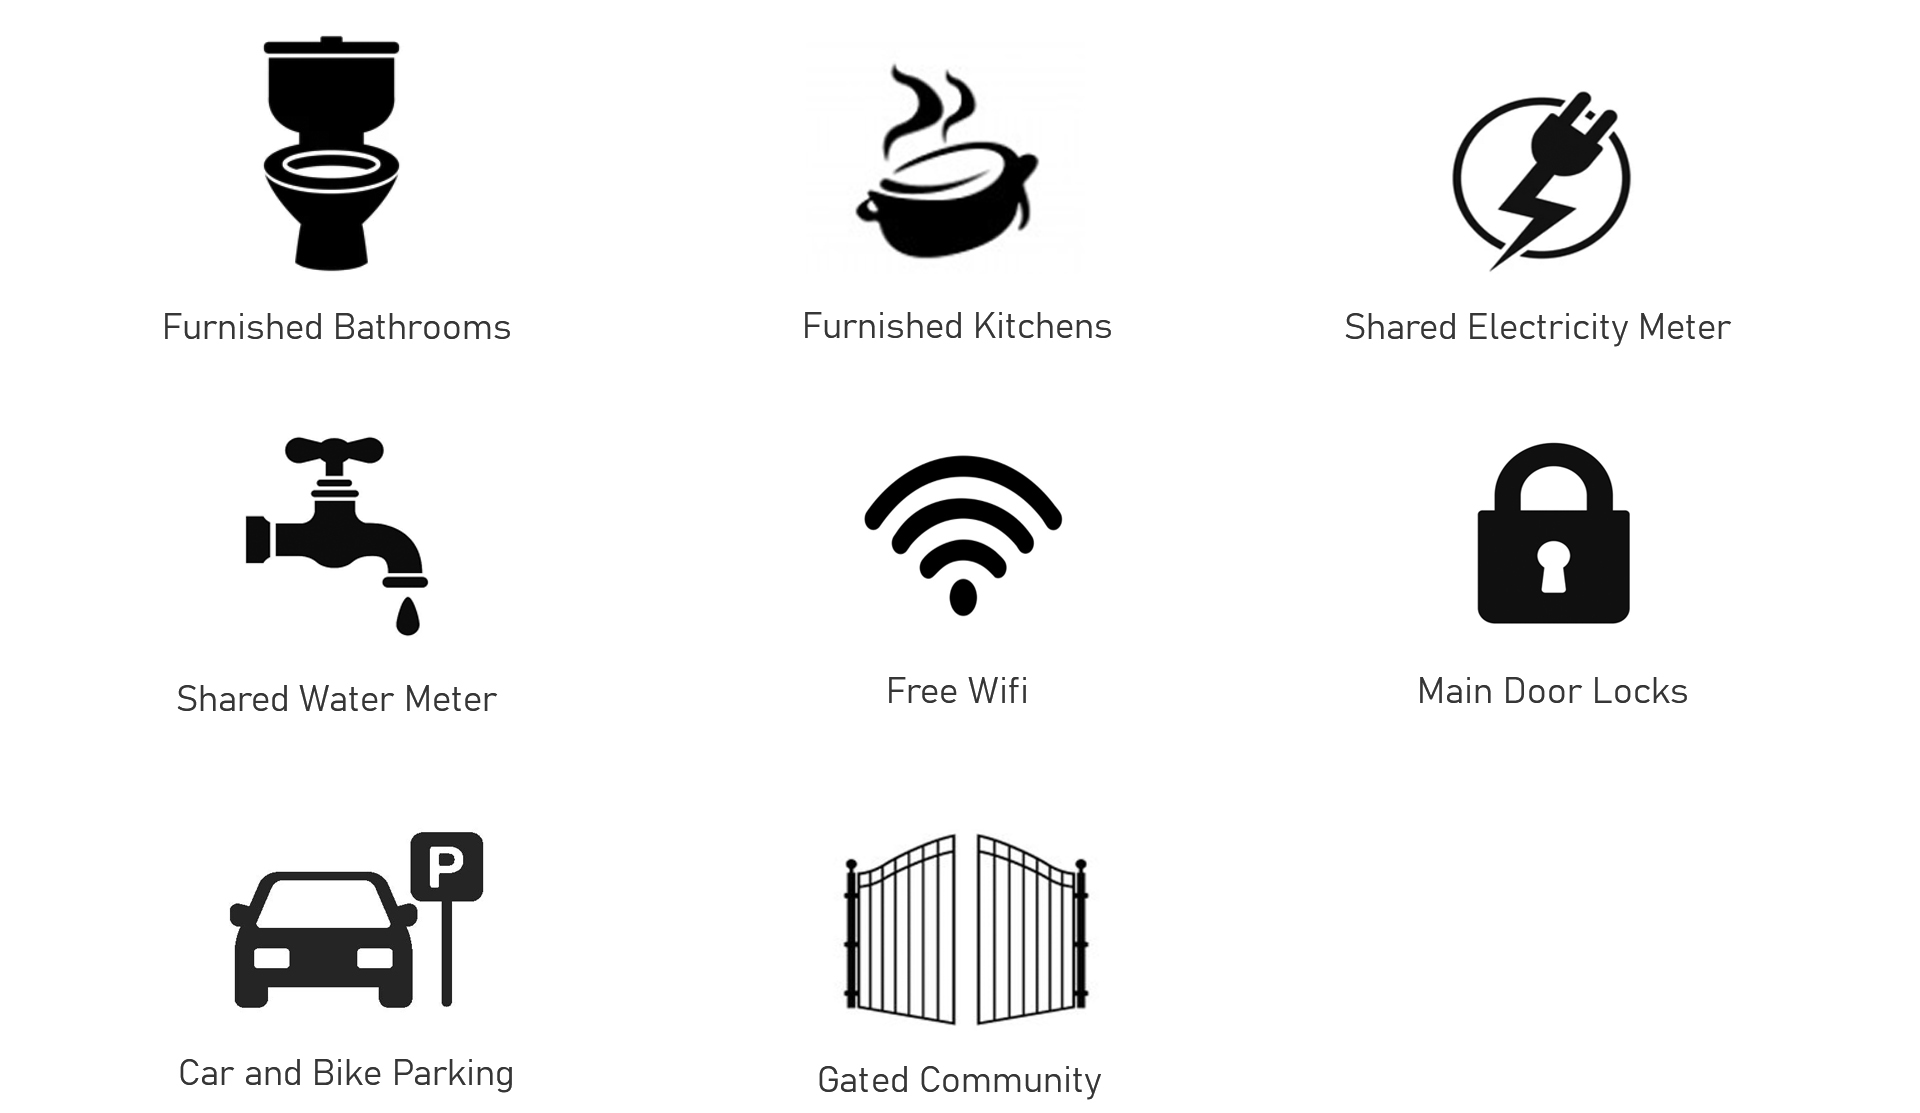 Furnished Bathrooms
Furnished Kitchens
Shared Electricity Meter
Shared Water Meter
Free Wifi
Main Door Locks
P
Car and Bike Parking
Gated Community